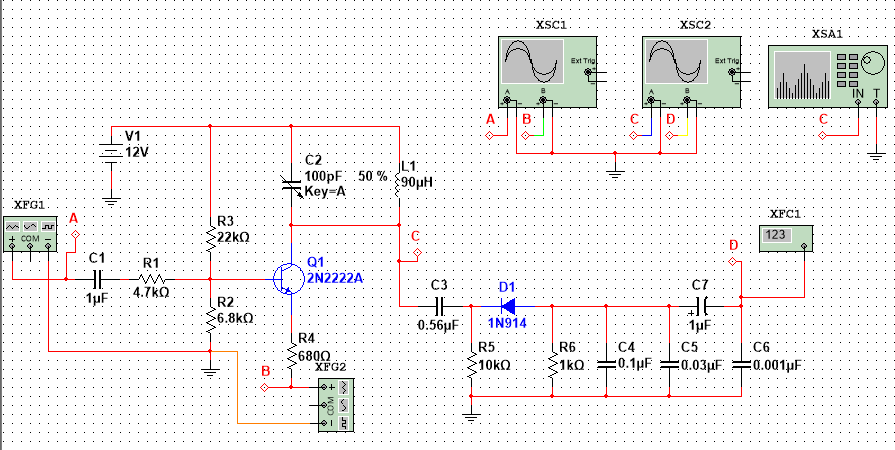 XSC1
XSC2
XSA1
Ext Trig
A
B
Ext Trig
A
B
IN
T
A
B
C
D
C
V1
12V
C2
100pF
Key=A
50 %
L1
90µH
XFG1
COM
A
R3
22kΩ
C1
1µF
R1
4.7kΩ
Q1
2N2222A
R2
6.8kΩ
R4
680Ω
B
XFG2
COM
C
C3
0.56µF
D1
1N914
R5
10kΩ
R6
1kΩ
C4
0.1µF
C5
0.03µF
C7
1µF
C6
0.001µF
D
XFC1
123